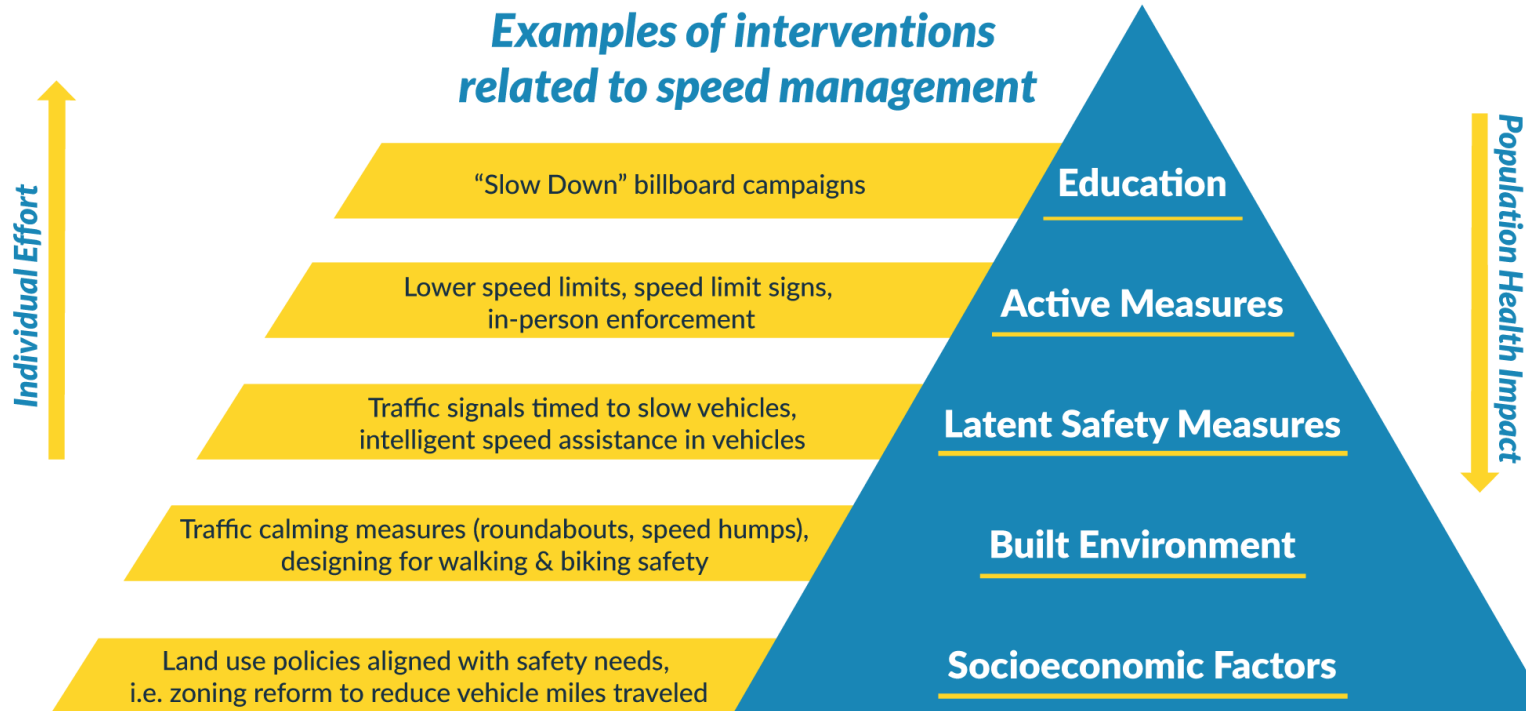 Examples of interventions
related to speed management
Individual Effort
Population Health Impact
“Slow Down” billboard campaigns
Education
Lower speed limits, speed limit signs,
in-person enforcement
Active Measures
Traffic signals timed to slow vehicles,
intelligent speed assistance in vehicles
Latent Safety Measures
Traffic calming measures (roundabouts, speed humps),
designing for walking & biking safety
Built Environment
Land use policies aligned with safety needs,
i.e. zoning reform to reduce vehicle miles traveled
Socioeconomic Factors